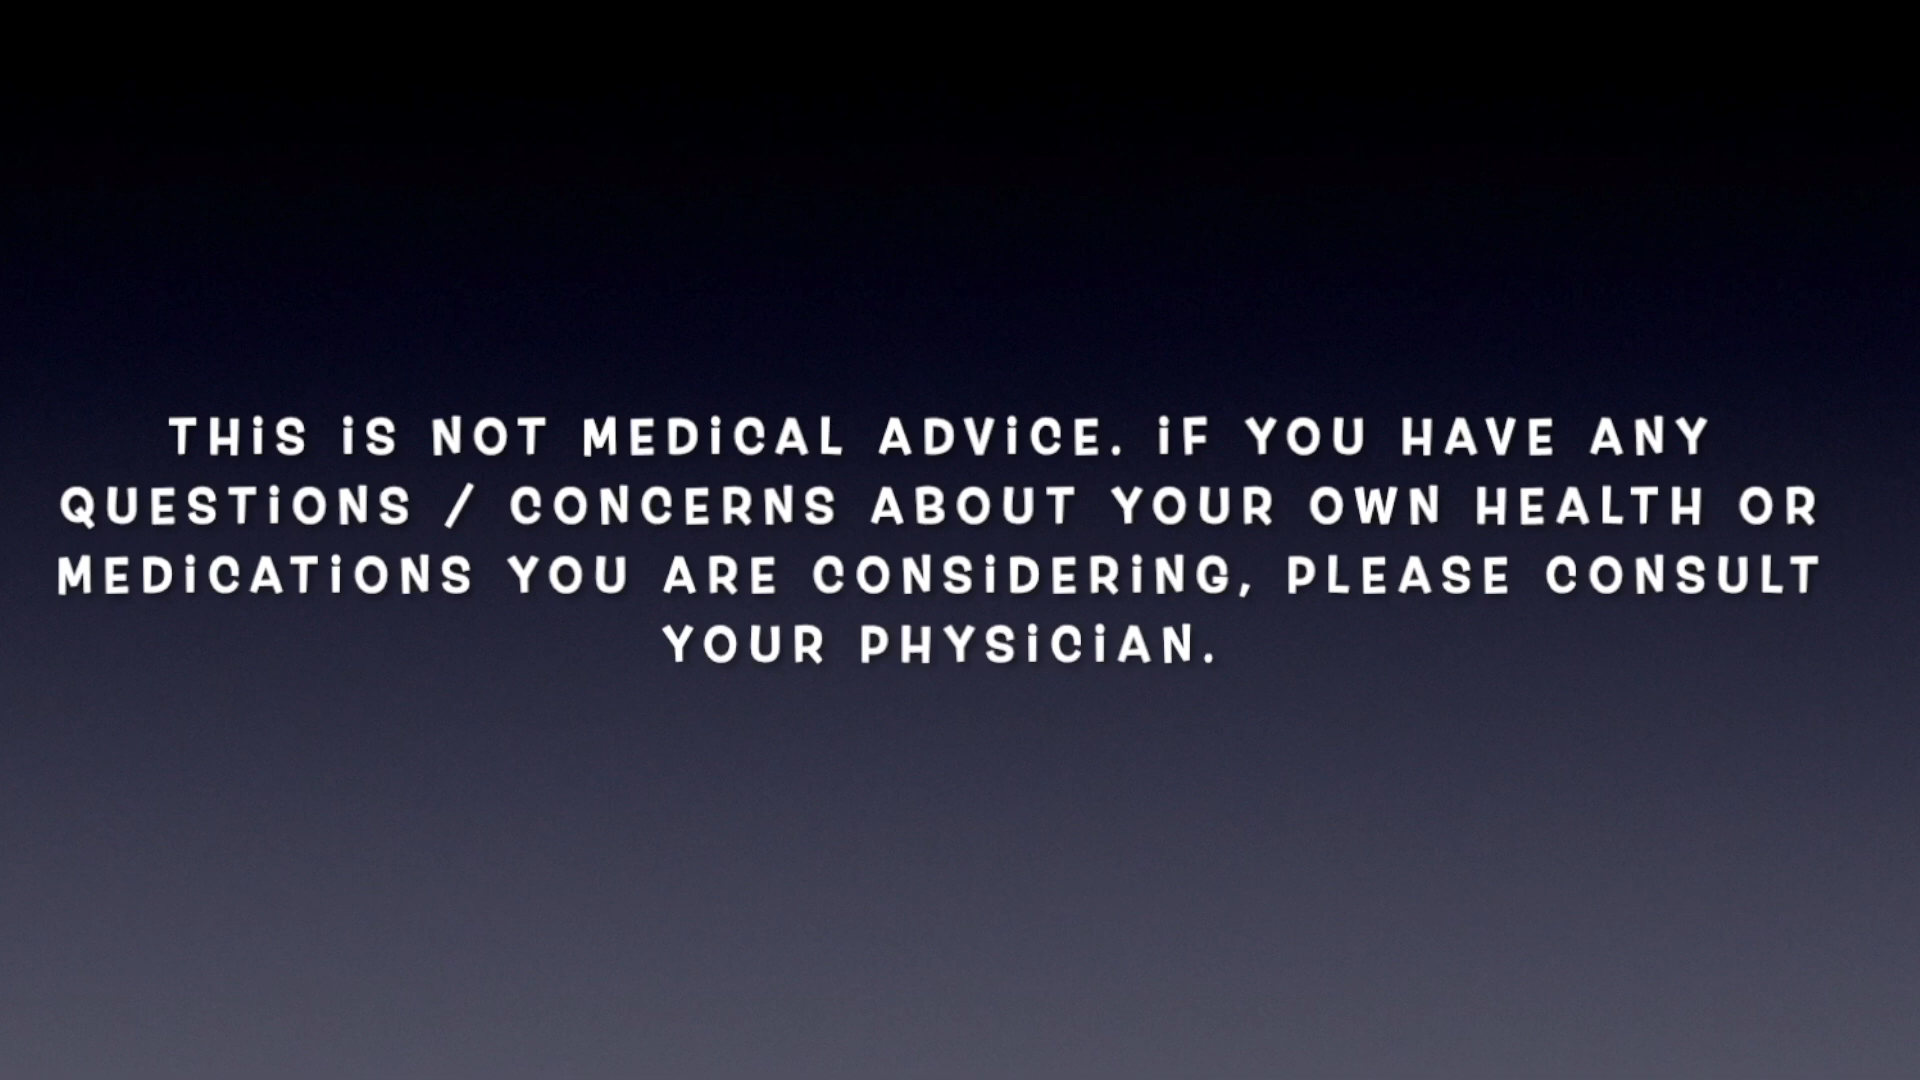 THiS iS NOT MEDiCAL ADViCE. iF YOU HAVE ANY
QUESTiONS / CONCERNS ABOUT YOUR OWN HEALTH OR
MEDiCATiONS YOU ARE CONSiDERiNG, PLEASE CONSULT
YOUR PHYSiCiAN.